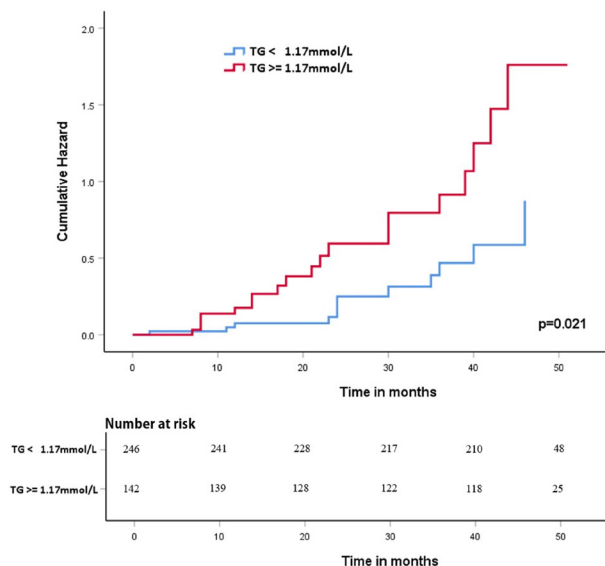 2.0
TG < 1.17mmol/L
TG >= 1.17mmol/L
1.5
Cumulative Hazard
1.0
0.5
p=0.021
0.0
0 10 20 30 40 50
Time in months
Number at risk
TG < 1.17mmol/L 246 241 228 217 210 48
TG >= 1.17mmol/L 142 139 128 122 118 25
0 10 20 30 40 50
Time in months